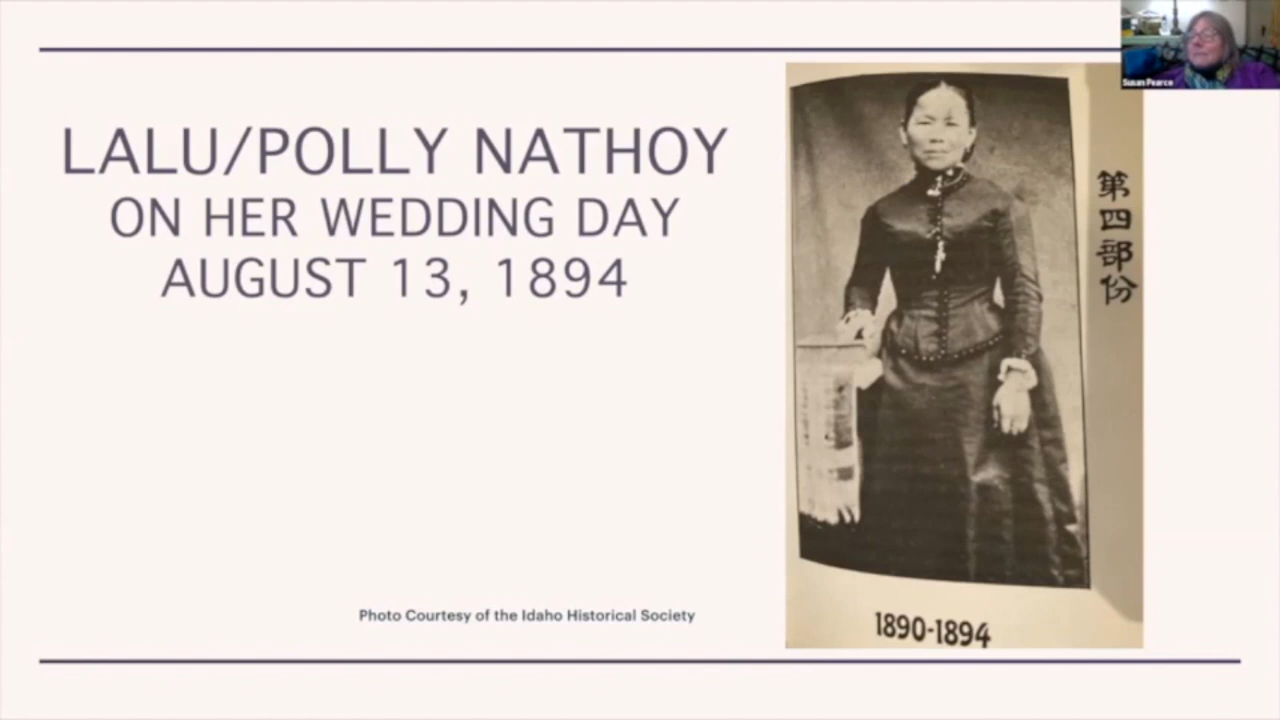 LALU/POLLY NATHOY
ON HER WEDDING DAY
AUGUST 13, 1894
Photo Courtesy of the Idaho Historical Society
第四部份
1890-1894
Susan Pearce